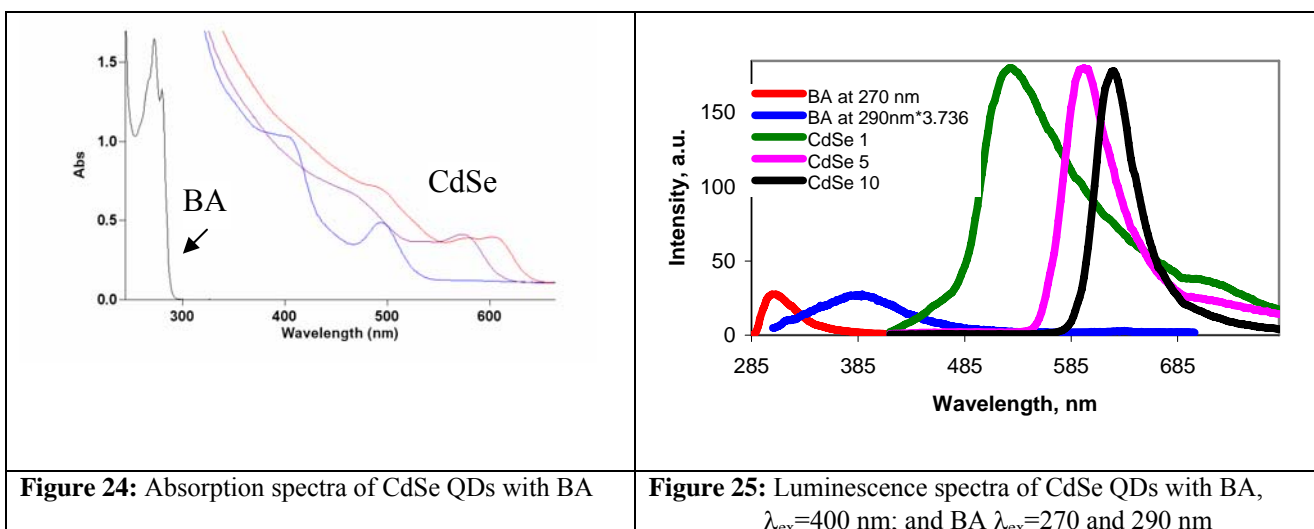 1.5
1.0
0.5
0.0
Abs
BA
CdSe
300
400
500
600
Wavelength (nm)
150
100
50
0
Intensity, a.u.
BA at 270 nm
BA at 290nm*3.736
CdSe 1
CdSe 5
CdSe 10
285
385
485
585
685
Wavelength, nm
Figure 24: Absorption spectra of CdSe QDs with BA
Figure 25: Luminescence spectra of CdSe QDs with BA,
λex=400 nm; and BA λex=270 and 290 nm